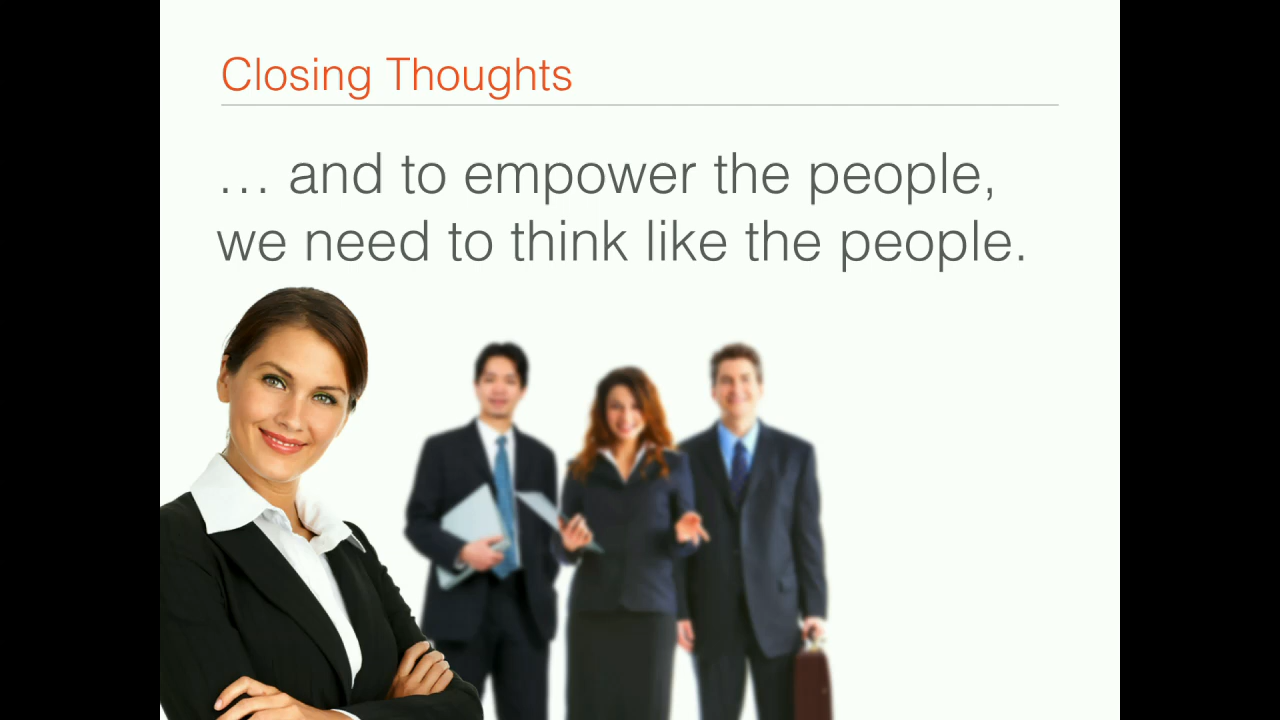 Closing Thoughts
… and to empower the people,
we need to think like the people.